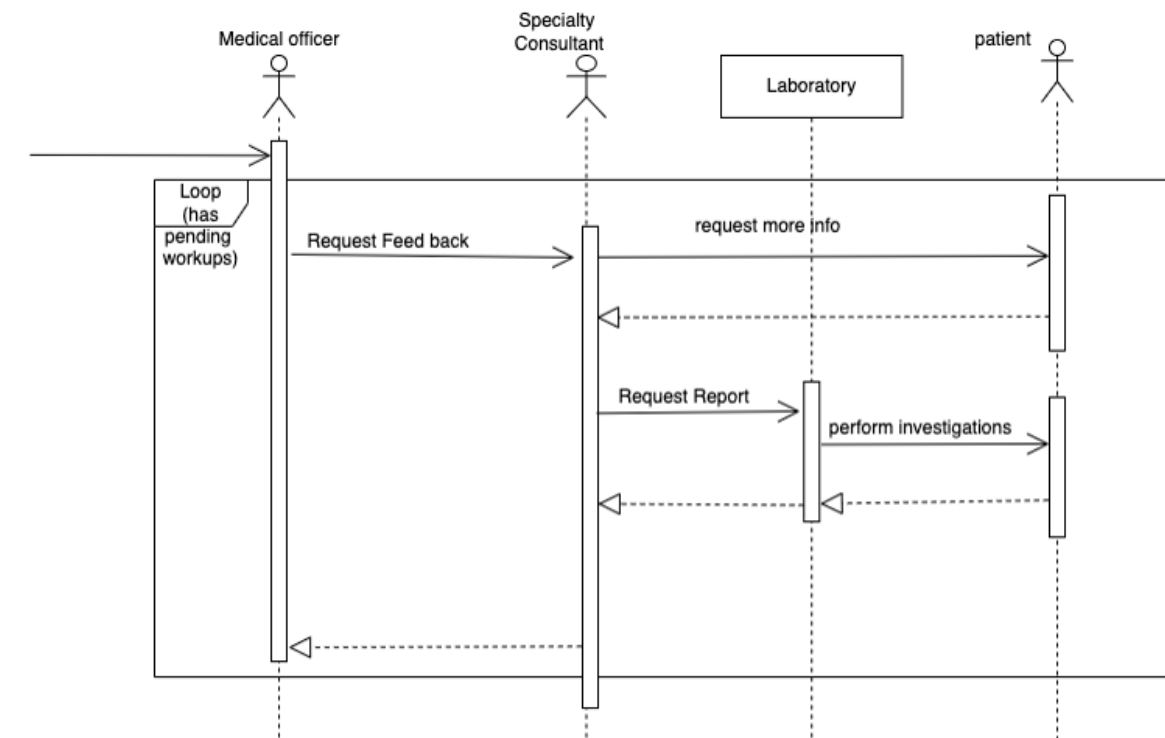 Specialty
Consultant
Medical officer
patient
Laboratory
Loop
(has
pending
workups)
request more info
Request Feed back
Request Report
perform investigations